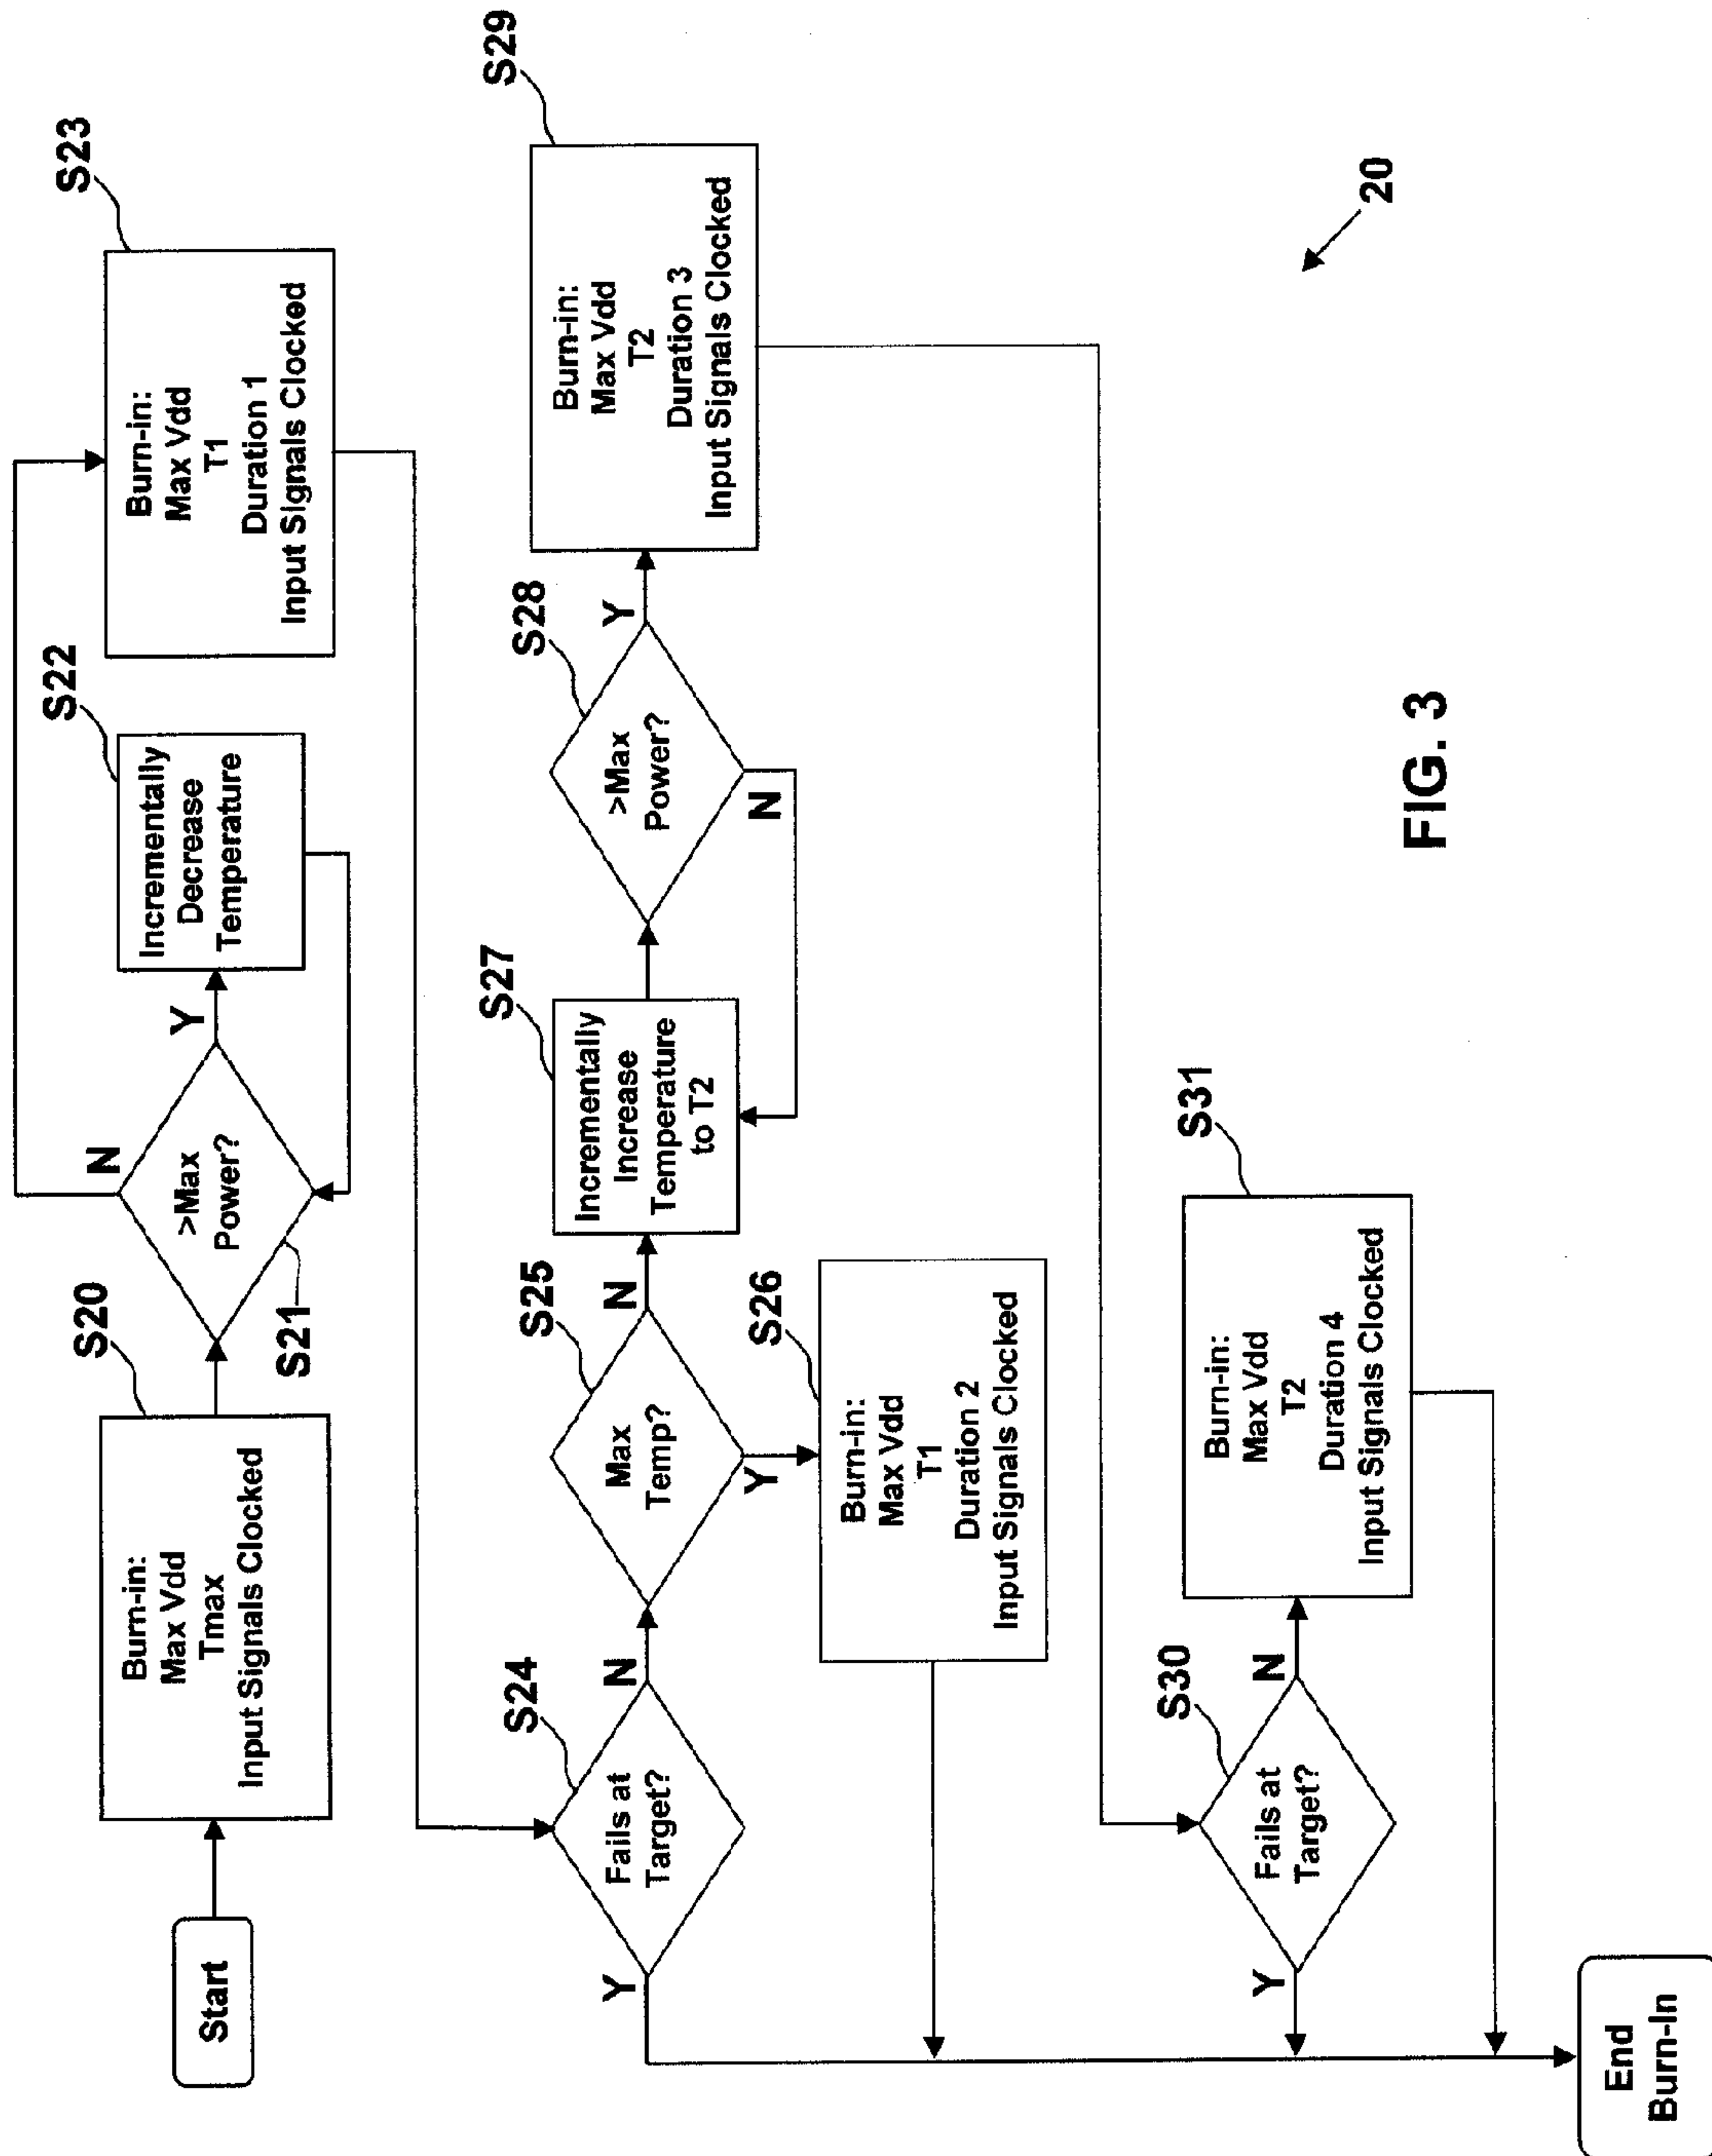 Start
S20
Burn-in:
Max Vdd
Tmax
Input Signals Clocked
S21
>Max
Power?
N
Y
S22
Incrementally
Decrease
Temperature
S23
Burn-in:
Max Vdd
T1
Duration 1
Input Signals Clocked
S24
Fails at
Target?
Y
N
S25
Max
Temp?
N
Y
S26
Burn-in:
Max Vdd
T1
Duration 2
Input Signals Clocked
S27
Incrementally
Increase
Temperature
to T2
S28
>Max
Power?
Y
N
S29
Burn-in:
Max Vdd
T2
Duration 3
Input Signals Clocked
S30
Fails at
Target?
Y
N
S31
Burn-in:
Max Vdd
T2
Duration 4
Input Signals Clocked
End
Burn-In
20
FIG. 3